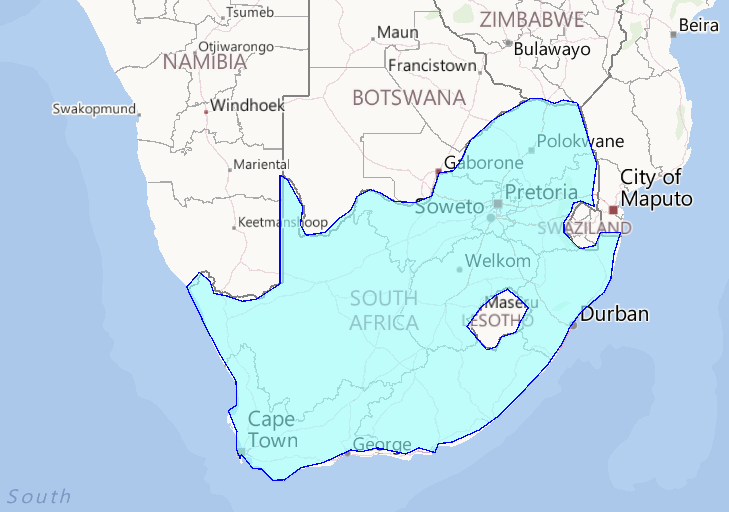 Tsumeb
ZIMBABWE
Beira
Maun
Otjiwarongo
Bulawayo
NAMIBIA
Francistown
BOTSWANA
Swakopmund
Windhoek
Polokwane
Mariental
Gaborone
City of
Maputo
Pretoria
Soweto
Keetmanshoop
SWAZILAND
Welkom
SOUTH
AFRICA
Maseru
LESOTHO
Durban
Cape
Town
George
South